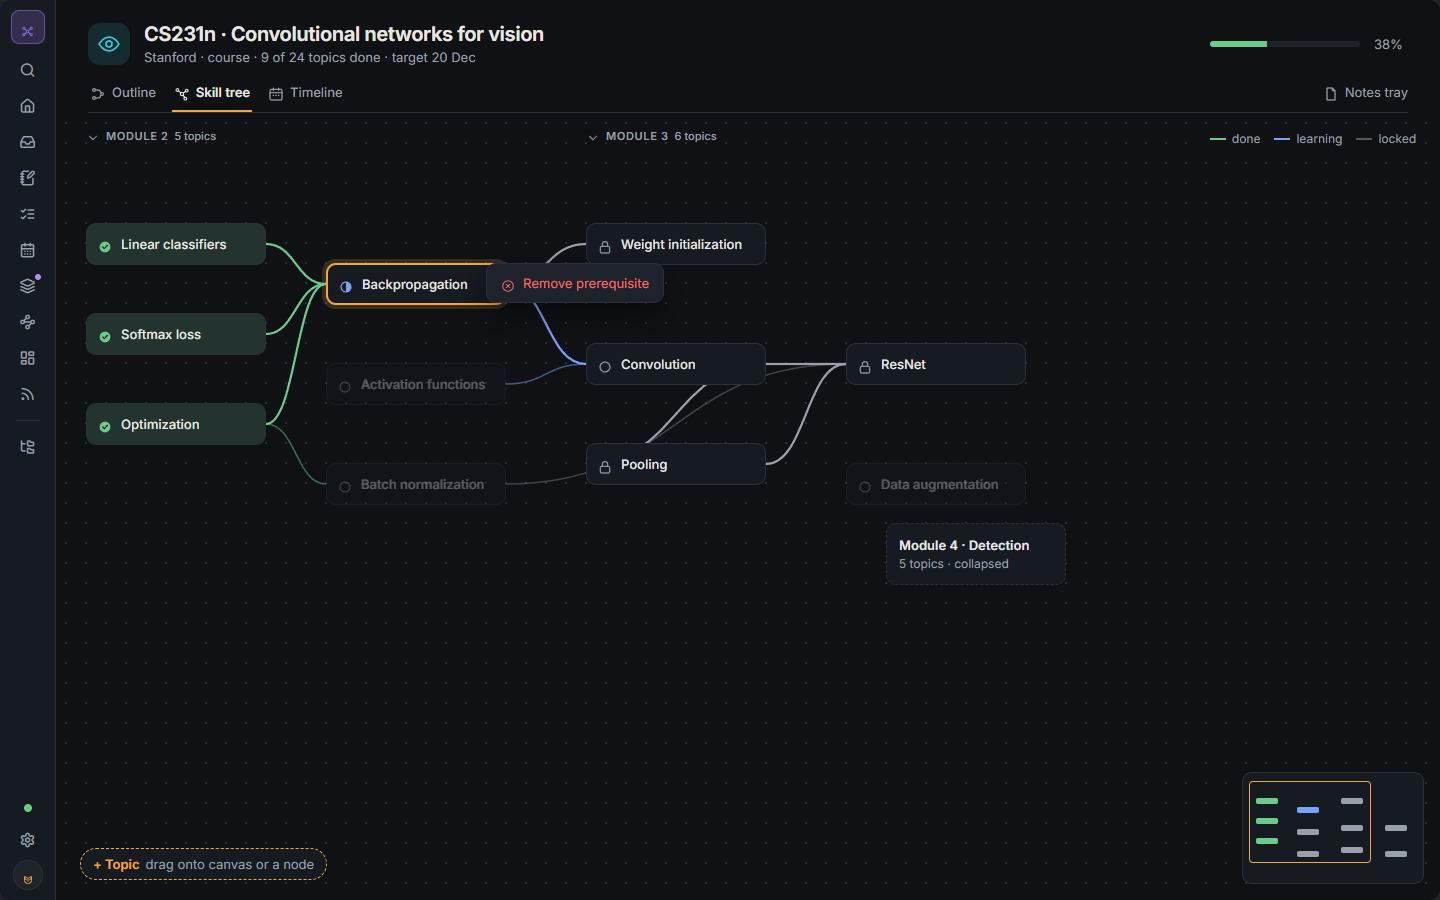 CS231n · Convolutional networks for vision
Stanford · course · 9 of 24 topics done · target 20 Dec
38%
Outline
Skill tree
Timeline
Notes tray
MODULE 2 5 topics
MODULE 3 6 topics
done
learning
locked
Linear classifiers
Weight initialization
Backpropagation
Remove prerequisite
Softmax loss
Convolution
ResNet
Activation functions
Optimization
Pooling
Batch normalization
Data augmentation
Module 4 · Detection
5 topics · collapsed
+ Topic drag onto canvas or a node